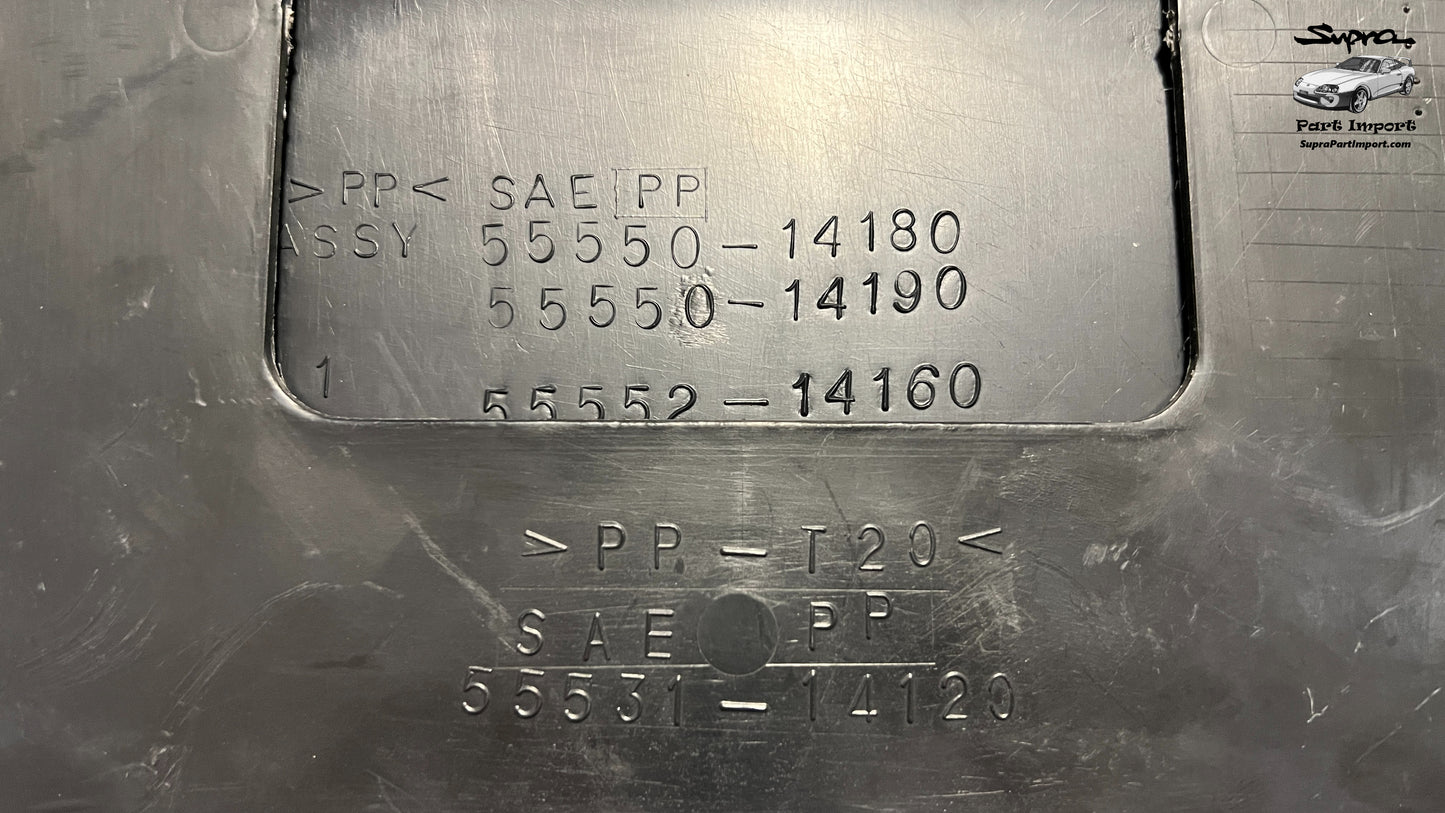 Supra
Part Import
SupraPartImport.com
>PP< SAE PP
ASSY 55550-14180
55550-14190
1 55552-14160
>PP-T20<
SAE PP
55531-14120